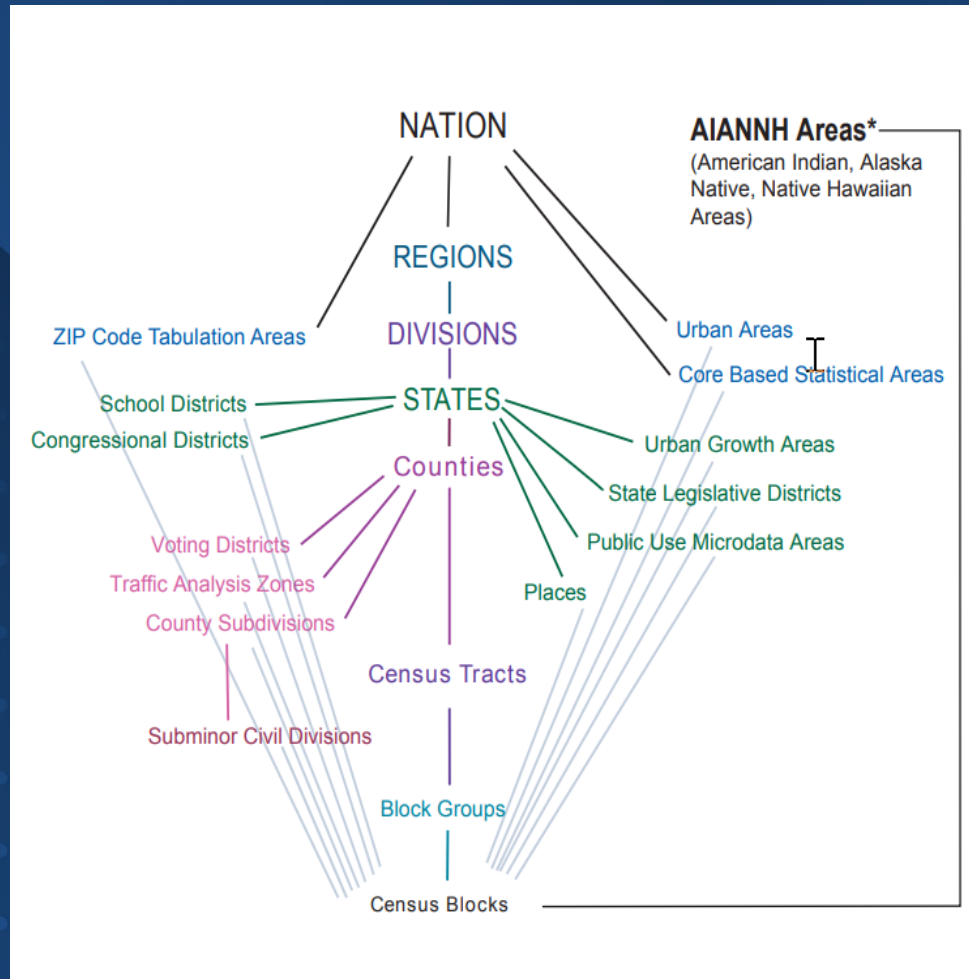 NATION
AIANNH Areas*
(American Indian, Alaska
Native, Native Hawaiian
Areas)
REGIONS
ZIP Code Tabulation Areas
DIVISIONS
Urban Areas
Core Based Statistical Areas
School Districts
STATES
Congressional Districts
Urban Growth Areas
Counties
State Legislative Districts
Voting Districts
Public Use Microdata Areas
Traffic Analysis Zones
Places
County Subdivisions
Census Tracts
Subminor Civil Divisions
Block Groups
Census Blocks